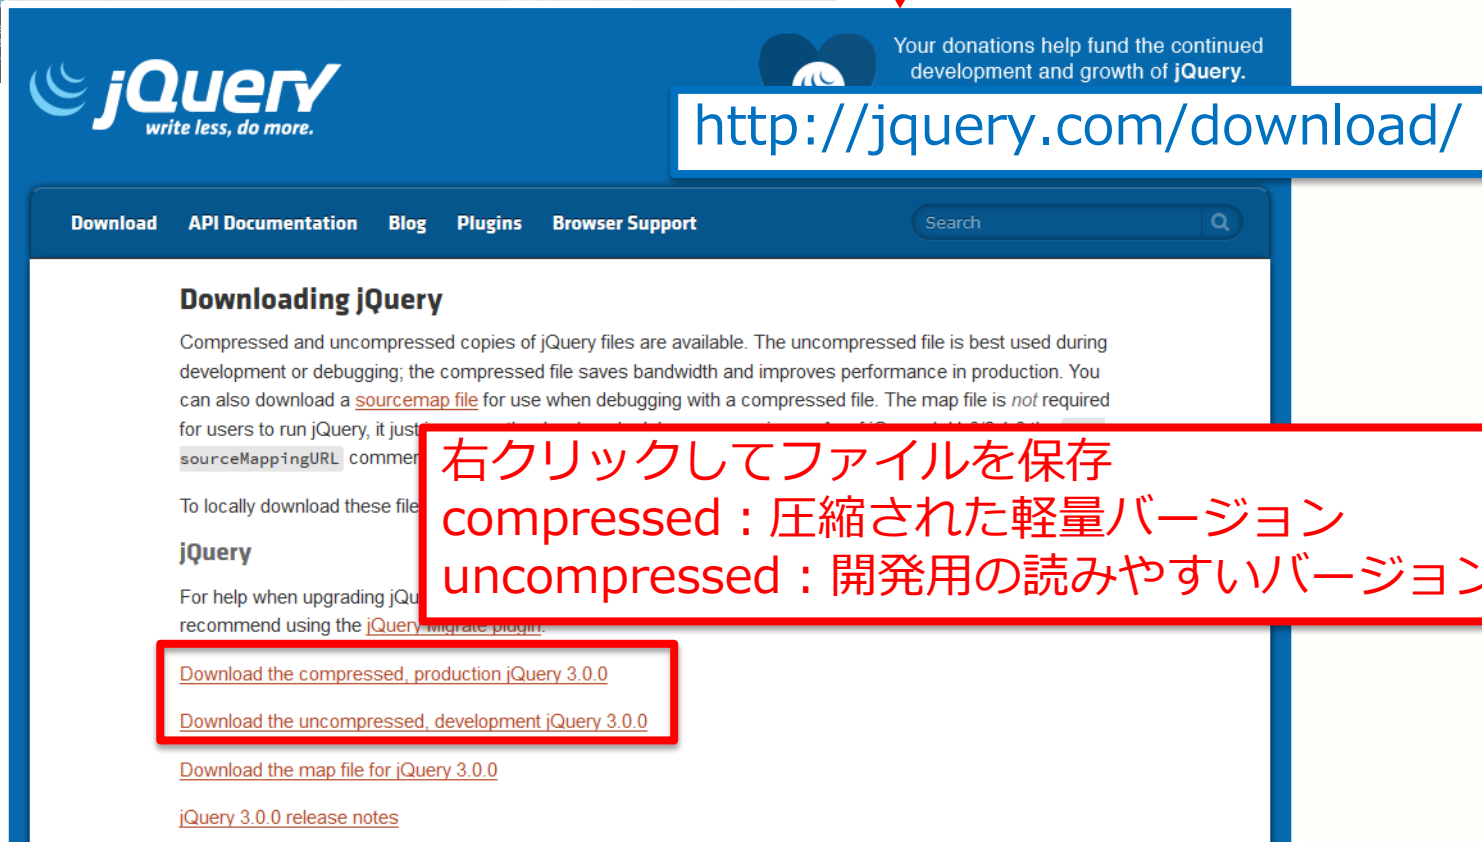 Your donations help fund the continued
development and growth of jQuery.
jQuery
write less, do more.
http://jquery.com/download/
Download API Documentation Blog Plugins Browser Support Search
Downloading jQuery
Compressed and uncompressed copies of jQuery files are available. The uncompressed file is best used during
development or debugging; the compressed file saves bandwidth and improves performance in production. You
can also download a sourcemap file for use when debugging with a compressed file. The map file is not required
for users to run jQuery, it just
sourceMappingURL
右クリックしてファイルを保存
compressed：圧縮された軽量バージョン
uncompressed：開発用の読みやすいバージョン
To locally download these file
jQuery
For help when upgrading
recommend using the jQuery Migrate plugin.
Download the compressed, production jQuery 3.0.0
Download the uncompressed, development jQuery 3.0.0
Download the map file for jQuery 3.0.0
jQuery 3.0.0 release notes